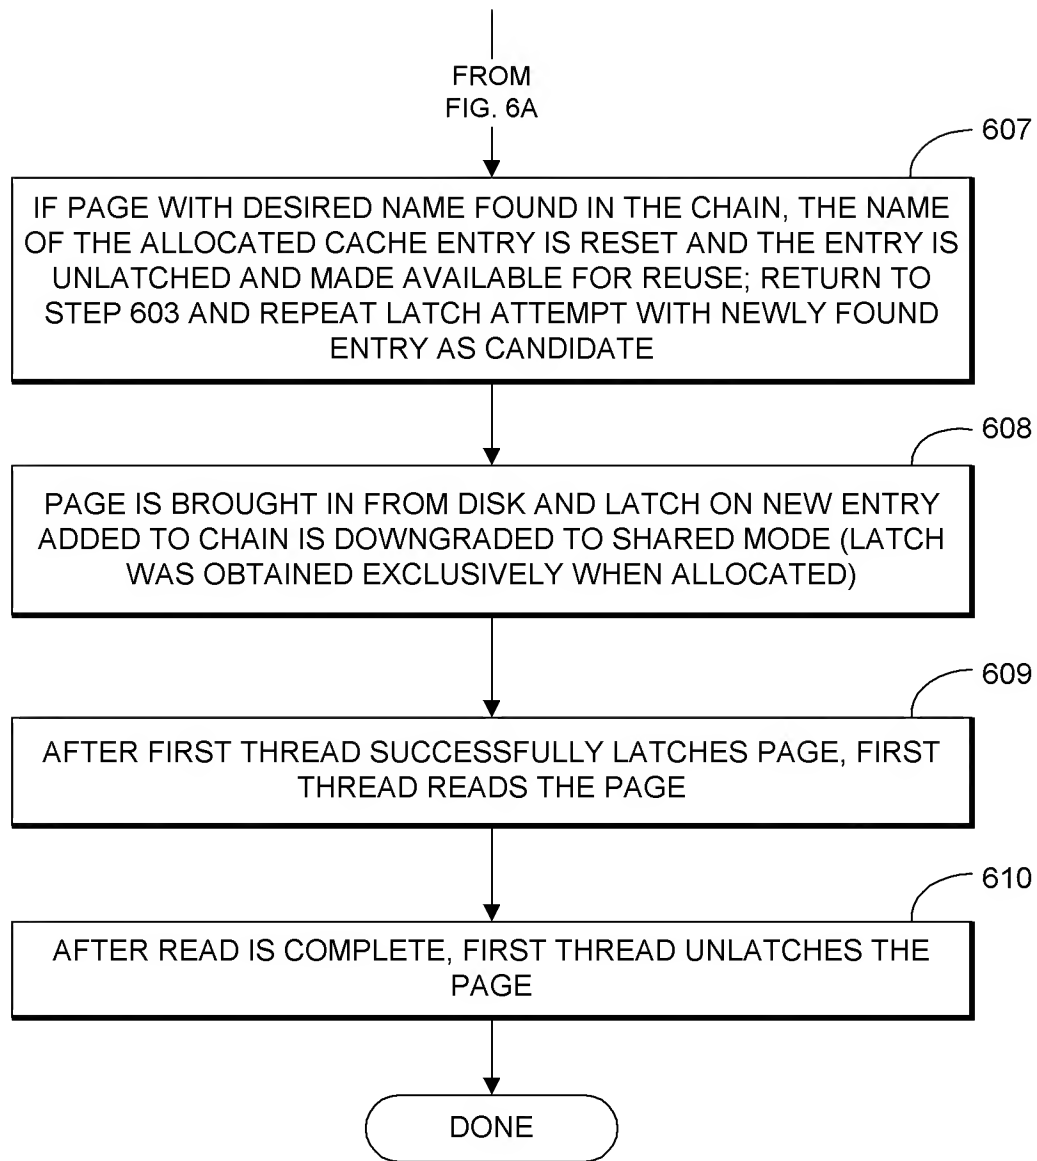 FROM
FIG. 6A
607
IF PAGE WITH DESIRED NAME FOUND IN THE CHAIN, THE NAME
OF THE ALLOCATED CACHE ENTRY IS RESET AND THE ENTRY IS
UNLATCHED AND MADE AVAILABLE FOR REUSE; RETURN TO
STEP 603 AND REPEAT LATCH ATTEMPT WITH NEWLY FOUND
ENTRY AS CANDIDATE
608
PAGE IS BROUGHT IN FROM DISK AND LATCH ON NEW ENTRY
ADDED TO CHAIN IS DOWNGRADED TO SHARED MODE (LATCH
WAS OBTAINED EXCLUSIVELY WHEN ALLOCATED)
609
AFTER FIRST THREAD SUCCESSFULLY LATCHES PAGE, FIRST
THREAD READS THE PAGE
610
AFTER READ IS COMPLETE, FIRST THREAD UNLATCHES THE
PAGE
DONE